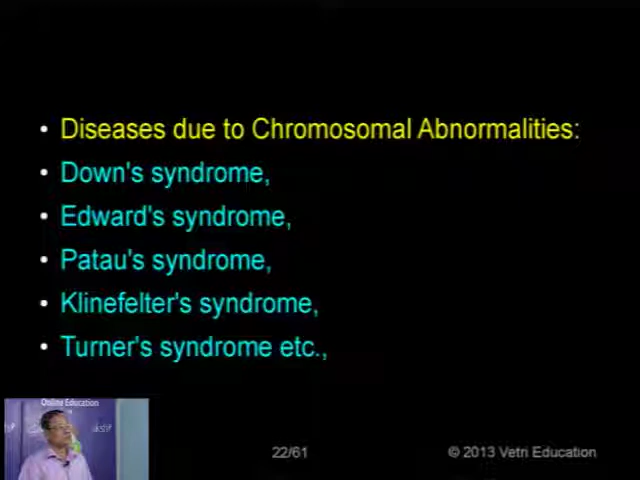 • Diseases due to Chromosomal Abnormalities:
• Down's syndrome,
• Edward's syndrome,
• Patau's syndrome,
• Klinefelter's syndrome,
• Turner's syndrome etc.,
Online Education
22/61
© 2013 Vetri Education